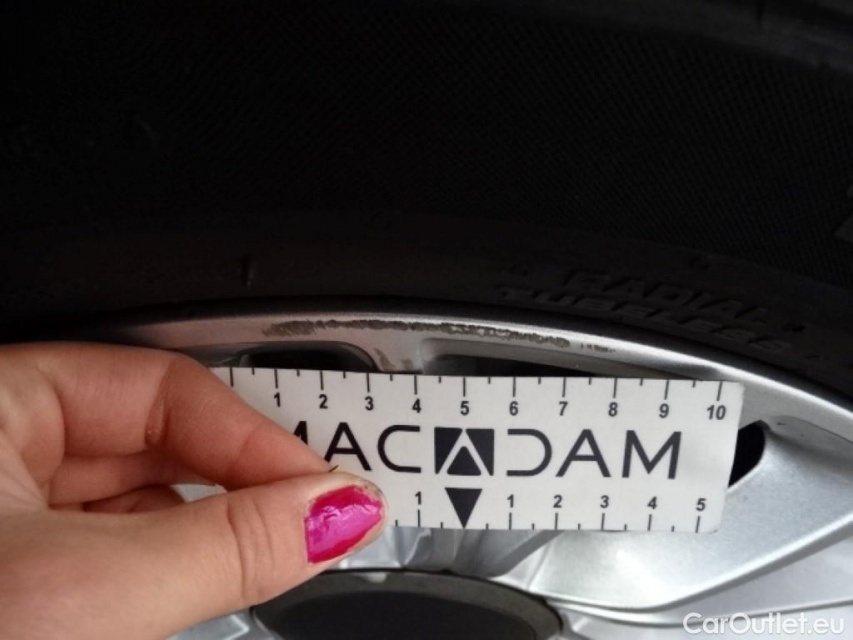 RADIAL
TUBELESS
1 2 3 4 5 6 7 8 9 10
MACADAM
1 1 2 3 4 5
CarOutlet.eu